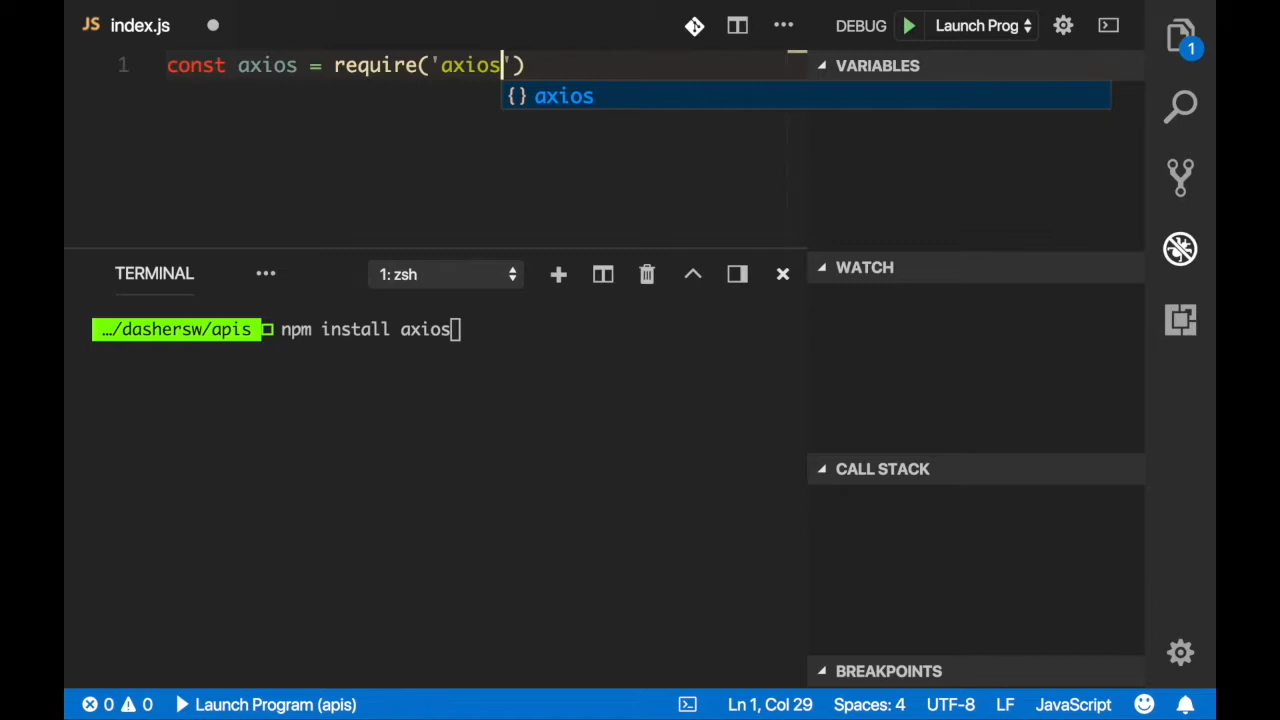 JS index.js
DEBUG Launch Prog
1
1 const axios = require('axios')
{} axios
VARIABLES
WATCH
CALL STACK
BREAKPOINTS
TERMINAL
1: zsh
…/dashersw/apis npm install axios
0 0 Launch Program (apis) Ln 1, Col 29 Spaces: 4 UTF-8 LF JavaScript